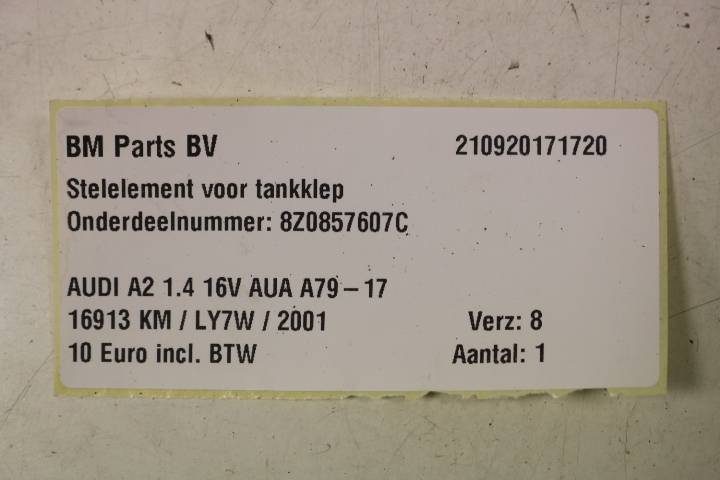 BM Parts BV 210920171720
Stelelement voor tankklep
Onderdeelnummer: 8Z0857607C
AUDI A2 1.4 16V AUA A79 – 17
16913 KM / LY7W / 2001 Verz: 8
10 Euro incl. BTW Aantal: 1